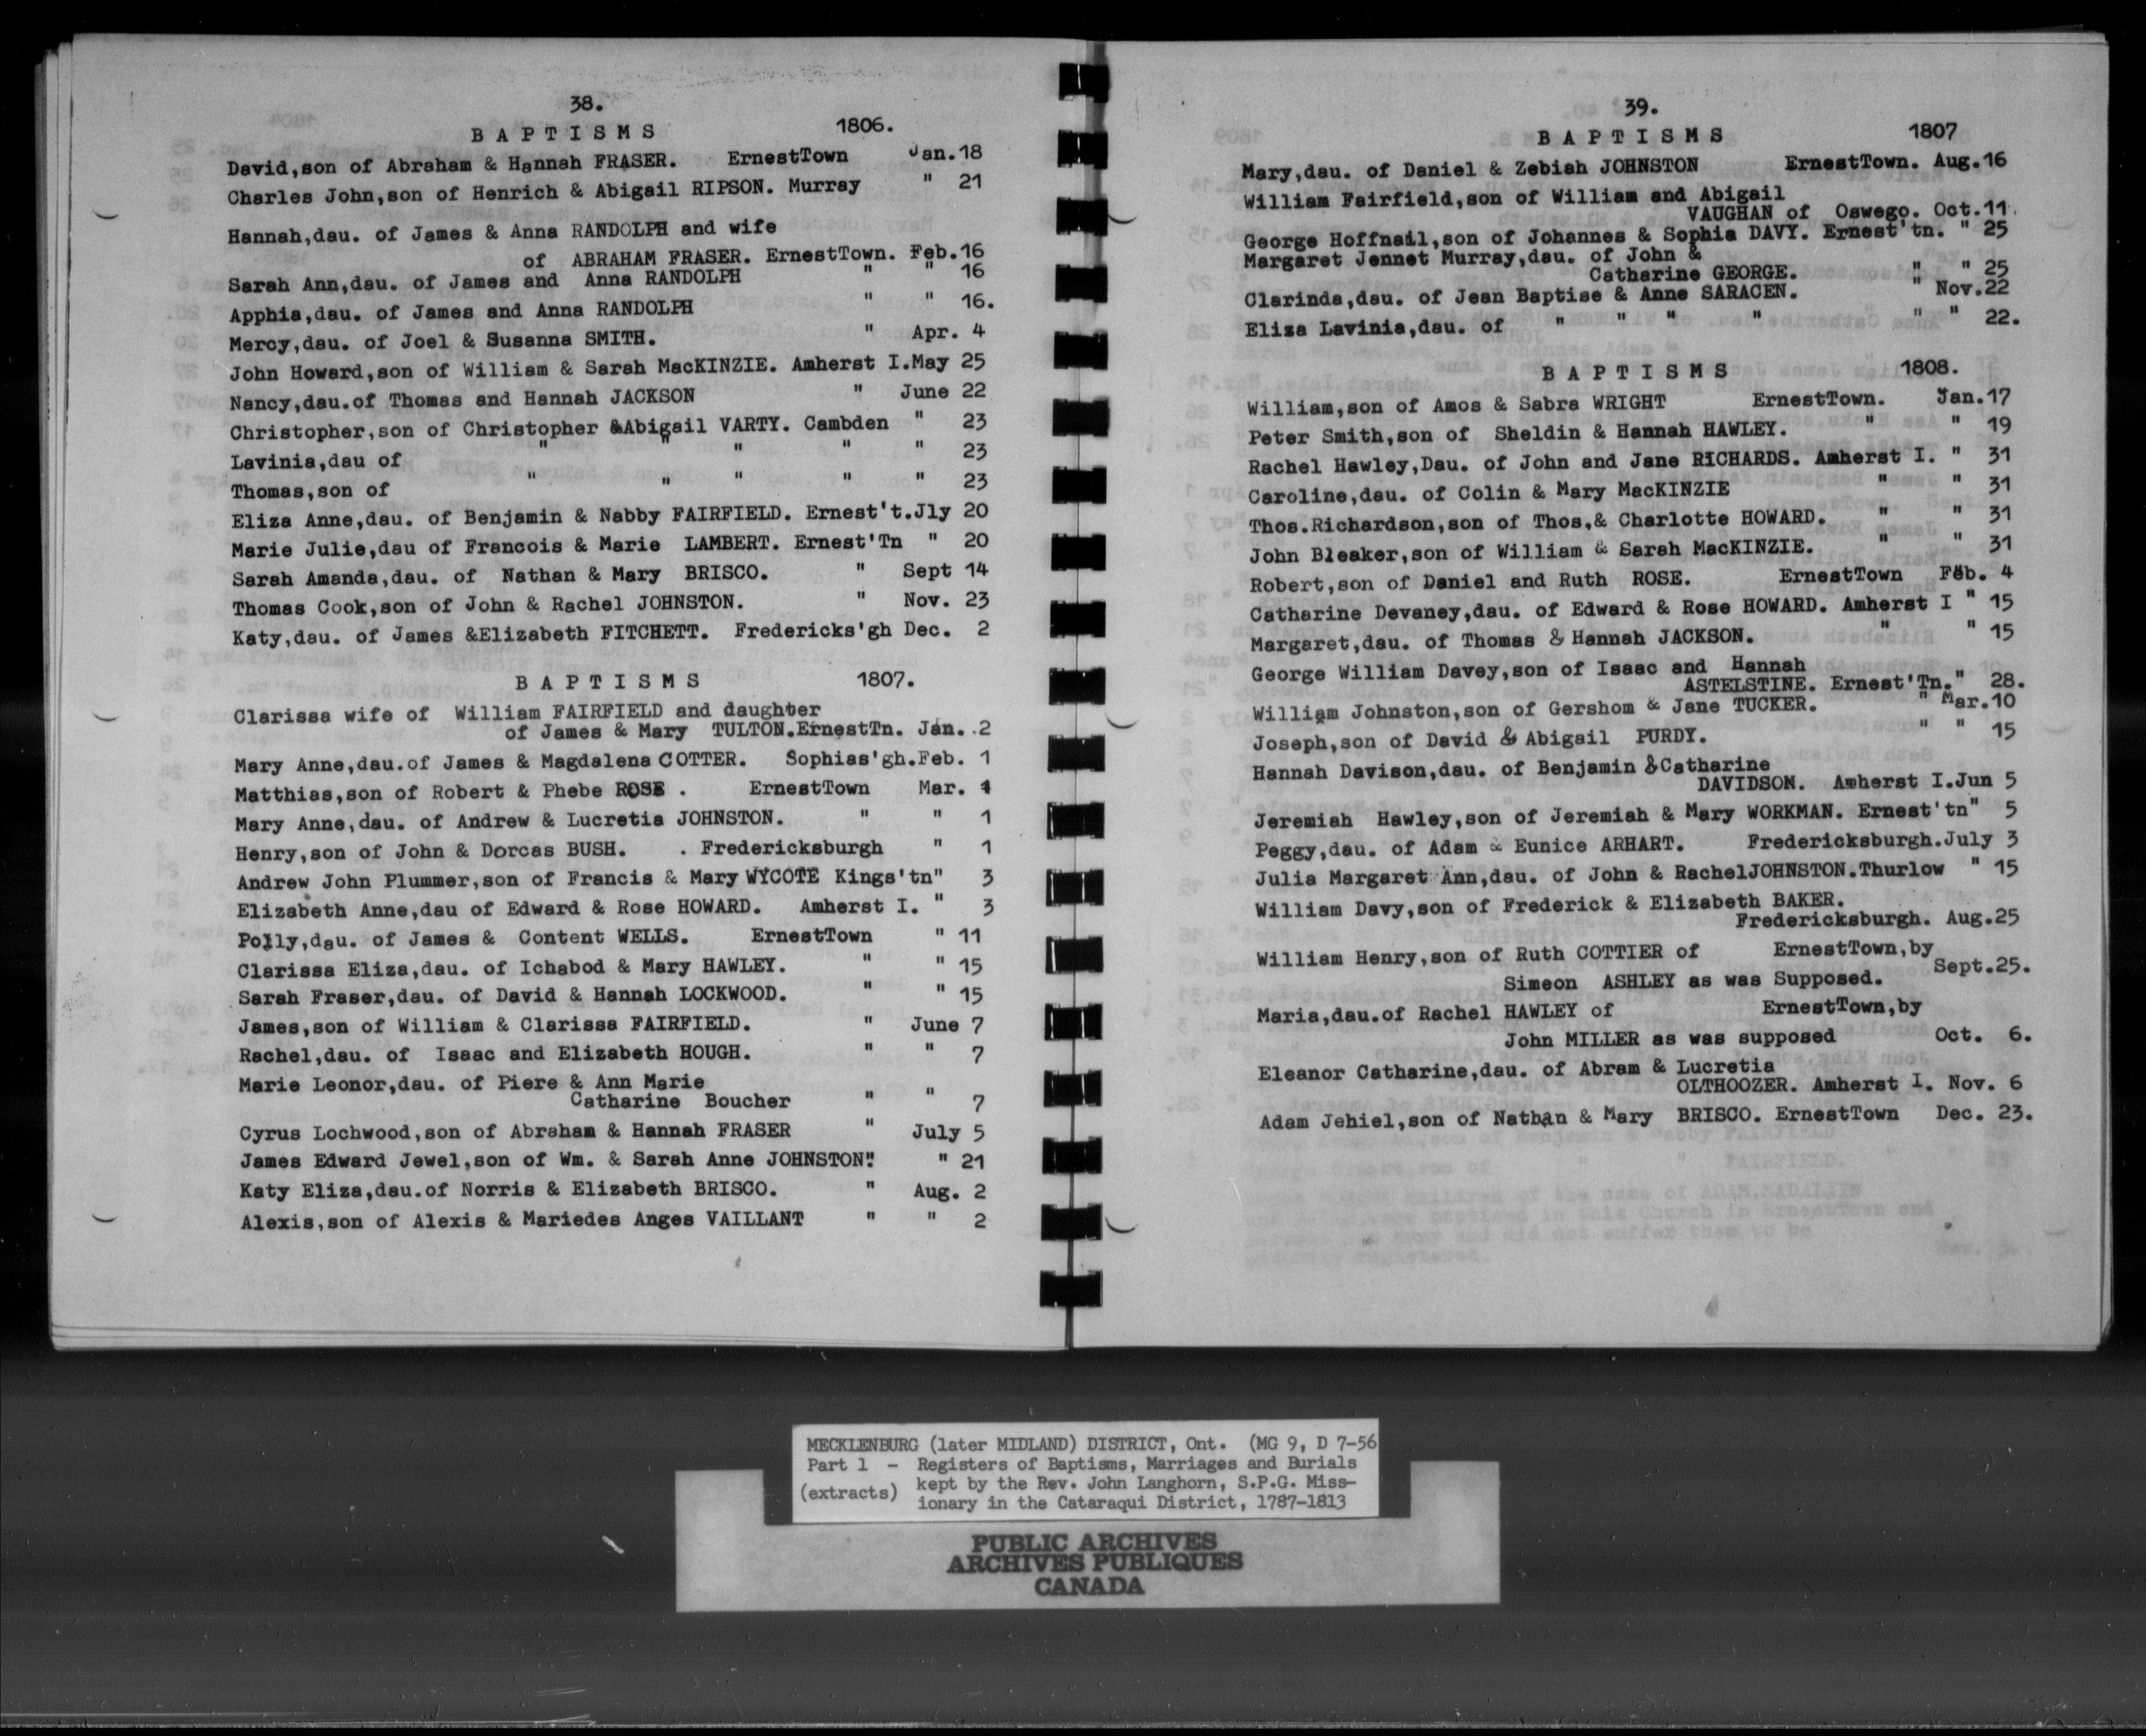 38.
B A P T I S M S 1806.
David,son of Abraham & Hannah FRASER. ErnestTown Jan.18
Charles John,son of Henrich & Abigail RIPSON. Murray " 21
Hannah,dau. of James & Anna RANDOLPH and wife
of ABRAHAM FRASER. ErnestTown. Feb.16
Sarah Ann,dau. of James and Anna RANDOLPH " " 16
Apphia,dau. of James and Anna RANDOLPH " " 16.
Mercy,dau. of Joel & Susanna SMITH. " Apr. 4
John Howard,son of William & Sarah MacKINZIE. Amherst I.May 25
Nancy,dau.of Thomas and Hannah JACKSON " June 22
Christopher,son of Christopher &Abigail VARTY. Cambden " 23
Lavinia,dau of " " " " " 23
Thomas,son of " " " " " 23
Eliza Anne,dau. of Benjamin & Nabby FAIRFIELD. Ernest't.Jly 20
Marie Julie,dau of Francois & Marie LAMBERT. Ernest'Tn " 20
Sarah Amanda,dau. of Nathan & Mary BRISCO. " Sept 14
Thomas Cook,son of John & Rachel JOHNSTON. " Nov. 23
Katy,dau. of James &Elizabeth FITCHETT. Fredericks'gh Dec. 2
B A P T I S M S 1807.
Clarissa wife of William FAIRFIELD and daughter
of James & Mary TULTON.ErnestTn. Jan. .2
Mary Anne,dau.of James & Magdalena COTTER. Sophias'gh.Feb. 1
Matthias,son of Robert & Phebe ROSE . ErnestTown Mar. 1
Mary Anne,dau. of Andrew & Lucretia JOHNSTON. " " 1
Henry,son of John & Dorcas BUSH. . Fredericksburgh " 1
Andrew John Plummer,son of Francis & Mary WYCOTE Kings'tn" 3
Elizabeth Anne,dau of Edward & Rose HOWARD. Amherst I. " 3
Polly,dau. of James & Content WELLS. ErnestTown " 11
Clarissa Eliza,dau. of Ichabod & Mary HAWLEY. " " 15
Sarah Fraser,dau. of David & Hannah LOCKWOOD. " " 15
James,son of William & Clarissa FAIRFIELD. " June 7
Rachel,dau. of Isaac and Elizabeth HOUGH. " " 7
Marie Leonor,dau. of Piere & Ann Marie
Catharine Boucher " " 7
Cyrus Lochwood,son of Abraham & Hannah FRASER " July 5
James Edward Jewel,son of Wm. & Sarah Anne JOHNSTON." " 21
Katy Eliza,dau.of Norris & Elizabeth BRISCO. " Aug. 2
Alexis,son of Alexis & Mariedes Anges VAILLANT " " 2
39.
B A P T I S M S 1807
Mary,dau. of Daniel & Zebiah JOHNSTON ErnestTown. Aug.16
William Fairfield,son of William and Abigail
VAUGHAN of Oswego. Oct.11.
George Hoffnail,son of Johannes & Sophia DAVY. Ernest'tn. " 25
Margaret Jennet Murray,dau. of John &
Catharine GEORGE. " " 25
Clarinda,dau. of Jean Baptise & Anne SARACEN. " Nov.22
Eliza Lavinia,dau. of " " " " " " 22.
B A P T I S M S 1808.
William,son of Amos & Sabra WRIGHT ErnestTown. Jan.17
Peter Smith,son of Sheldin & Hannah HAWLEY. " " 19
Rachel Hawley,Dau. of John and Jane RICHARDS. Amherst I. " 31
Caroline,dau. of Colin & Mary MacKINZIE " " 31
Thos.Richardson,son of Thos.& Charlotte HOWARD. " " 31
John Bleaker,son of William & Sarah MacKINZIE. " " 31
Robert,son of Daniel and Ruth ROSE. ErnestTown Feb. 4
Catharine Devaney,dau. of Edward & Rose HOWARD. Amherst I " 15
Margaret,dau. of Thomas & Hannah JACKSON. " " 15
George William Davey,son of Isaac and Hannah
ASTELSTINE. Ernest'Tn." 28.
William Johnston,son of Gershom & Jane TUCKER. " Mar.10
Joseph,son of David & Abigail PURDY. " " 15
Hannah Davison,dau. of Benjamin &Catharine
DAVIDSON. Amherst I.Jun 5
Jeremiah Hawley,son of Jeremiah & Mary WORKMAN. Ernest'tn" 5
Peggy,dau. of Adam & Eunice ARHART. Fredericksburgh.July 3
Julia Margaret Ann,dau. of John & RachelJOHNSTON.Thurlow " 15
William Davy,son of Frederick & Elizabeth BAKER.
Fredericksburgh. Aug.25
William Henry,son of Ruth COTTIER of ErnestTown,by
Simeon ASHLEY as was Supposed. Sept.25.
Maria,dau.of Rachel HAWLEY of ErnestTown,by
John MILLER as was supposed Oct. 6.
Eleanor Catharine,dau. of Abram & Lucretia
OLTHOOZER. Amherst I. Nov. 6
Adam Jehiel,son of Nathan & Mary BRISCO. ErnestTown Dec. 23.
MECKLENBURG (later MIDLAND) DISTRICT, Ont. (MG 9, D 7-56
Part 1 - Registers of Baptisms, Marriages and Burials
(extracts) kept by the Rev. John Langhorn, S.P.G. Miss-
ionary in the Cataraqui District, 1787-1813
PUBLIC ARCHIVES
ARCHIVES PUBLIQUES
CANADA